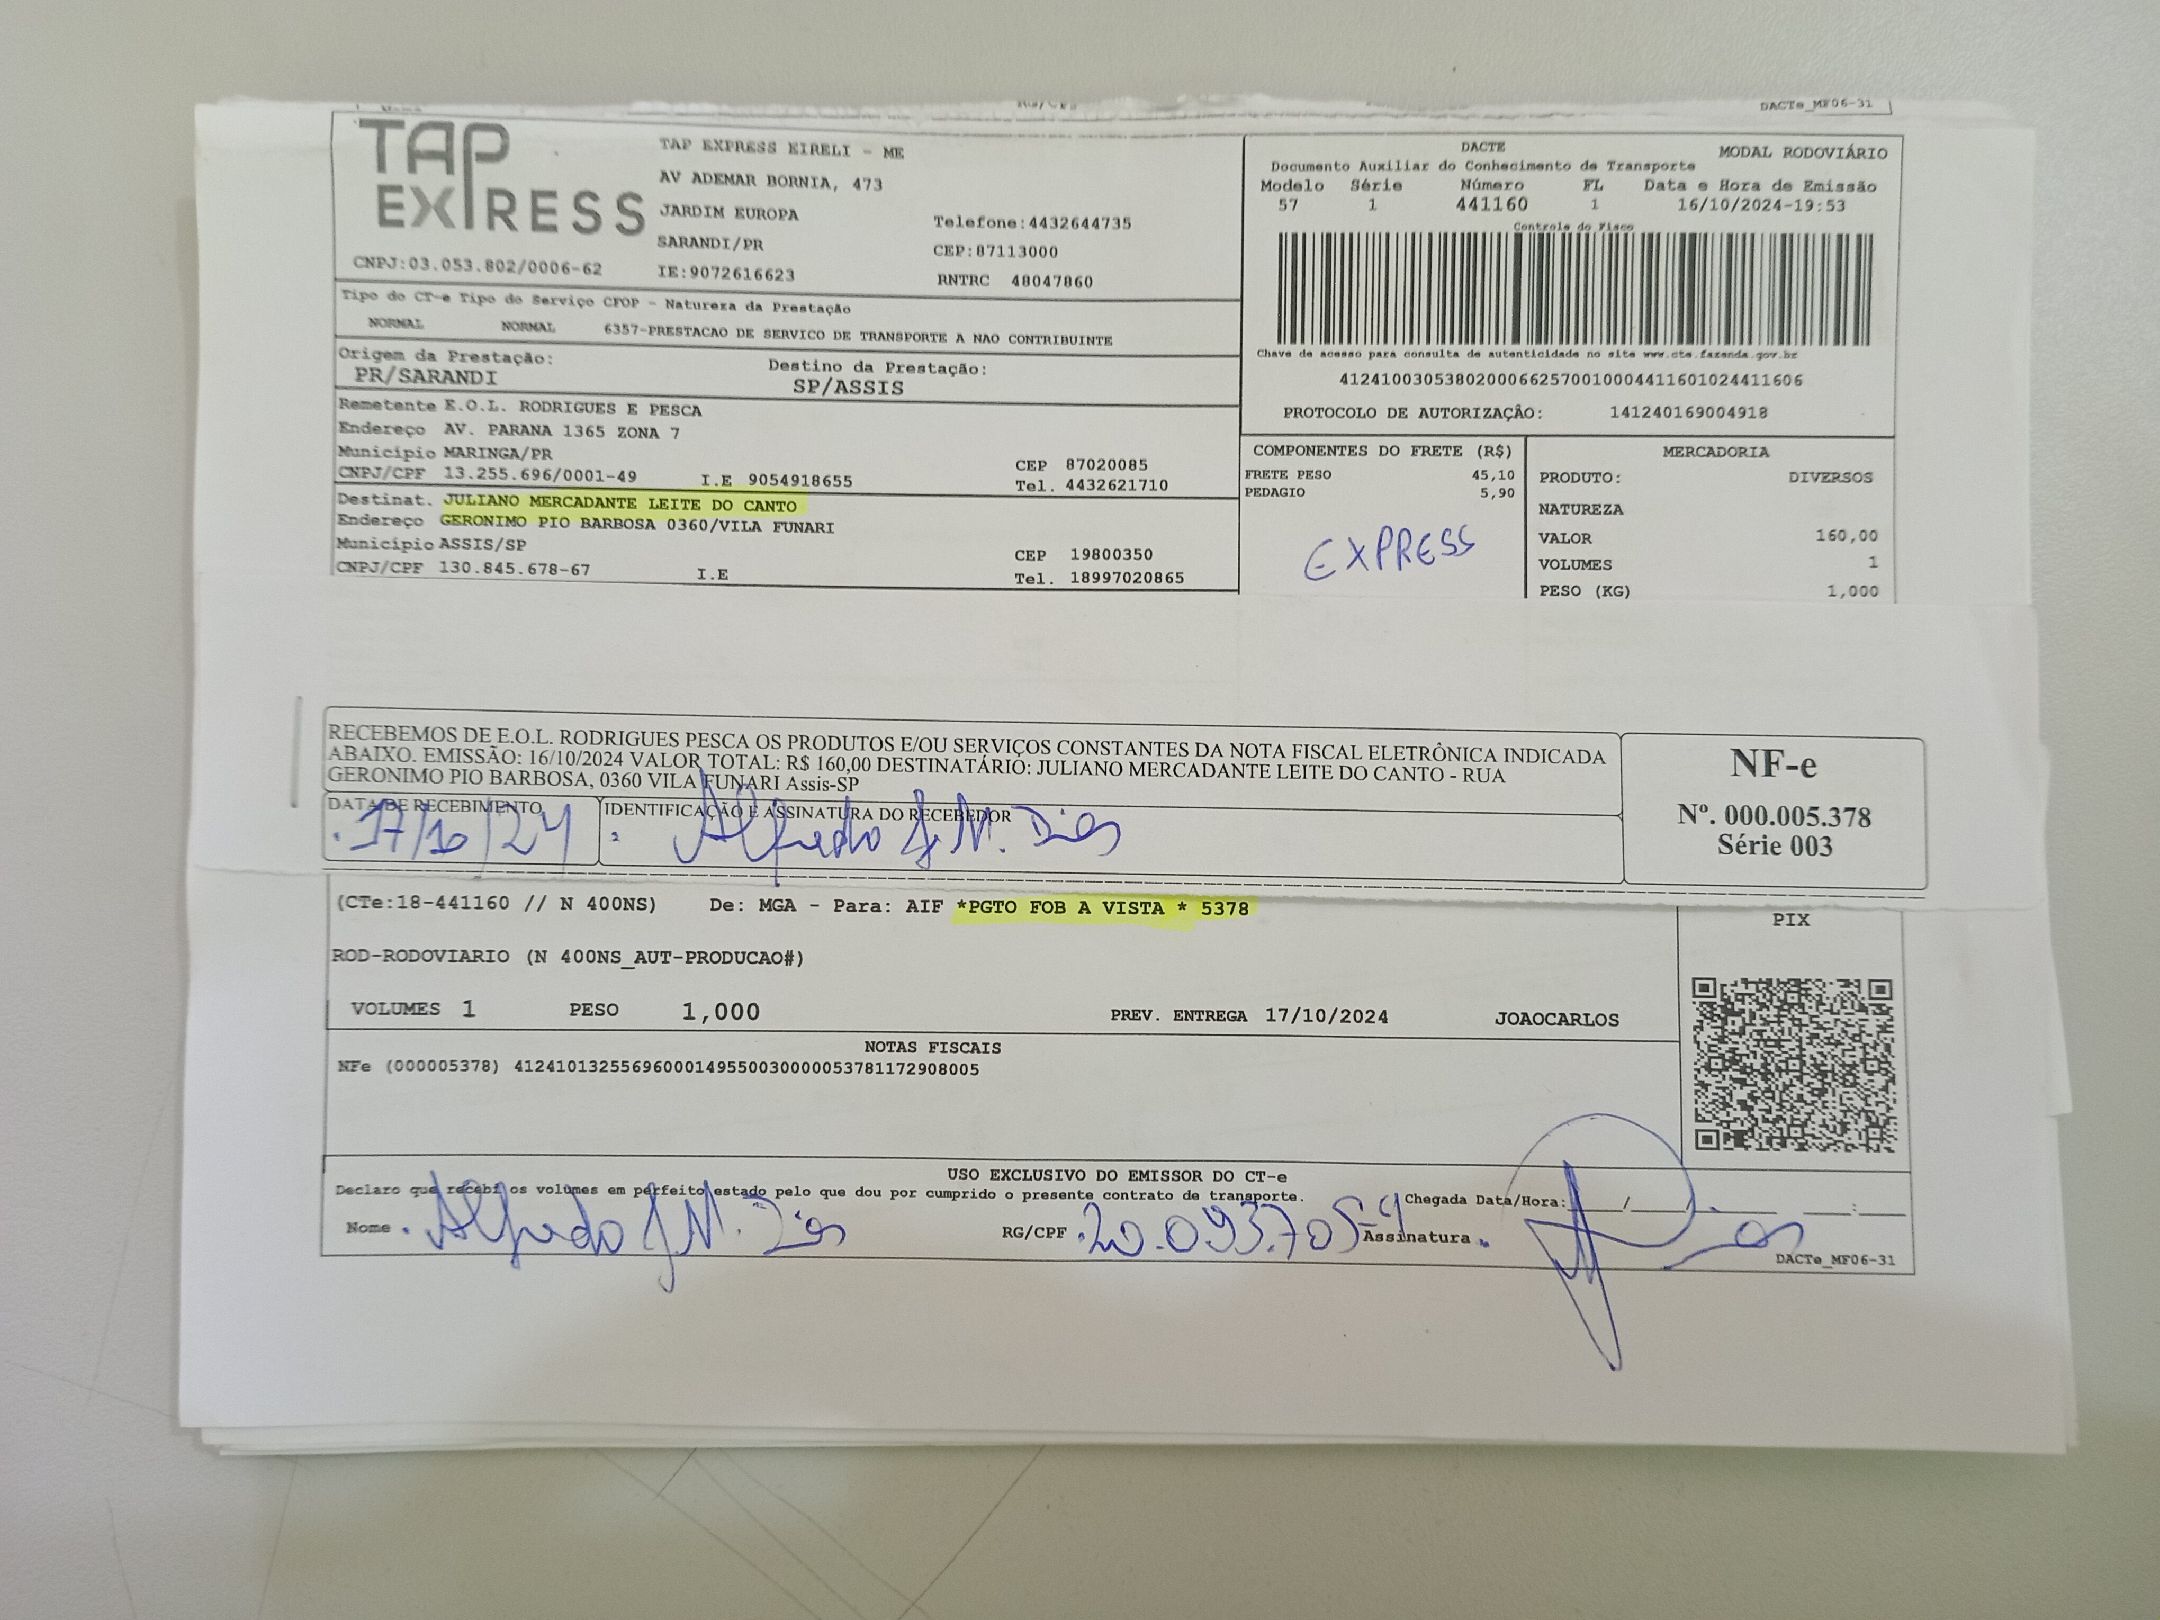 DACTe_MF06-31
TAP
EXPRESS
CNPJ:03.053.802/0006-62
TAP EXPRESS EIRELI - ME
AV ADEMAR BORNIA, 473
JARDIM EUROPA
SARANDI/PR
IE:9072616623
Telefone:4432644735
CEP:87113000
RNTRC 48047860
DACTE
MODAL RODOVIÁRIO
Documento Auxiliar do Conhecimento de Transporte
Modelo Série Número FL Data e Hora de Emissão
57 1 441160 1 16/10/2024-19:53
Controle do Fisco
Chave de acesso para consulta de autenticidade no site www.cte.fazenda.gov.br
41241003053802000662570010004411601024411606
PROTOCOLO DE AUTORIZAÇÃO: 141240169004918
Tipo do CT-e Tipo do Serviço CFOP - Natureza da Prestação
NORMAL NORMAL 6357-PRESTACAO DE SERVICO DE TRANSPORTE A NAO CONTRIBUINTE
Origem da Prestação: Destino da Prestação:
PR/SARANDI SP/ASSIS
Remetente E.O.L. RODRIGUES E PESCA
Endereço AV. PARANA 1365 ZONA 7
Município MARINGA/PR CEP 87020085
CNPJ/CPF 13.255.696/0001-49 I.E 9054918655 Tel. 4432621710
Destinat. JULIANO MERCADANTE LEITE DO CANTO
Endereço GERONIMO PIO BARBOSA 0360/VILA FUNARI
Município ASSIS/SP CEP 19800350
CNPJ/CPF 130.845.678-67 I.E Tel. 18997020865
COMPONENTES DO FRETE (R$)
FRETE PESO 45,10
PEDAGIO 5,90
EXPRESS
MERCADORIA
PRODUTO: DIVERSOS
NATUREZA
VALOR 160,00
VOLUMES 1
PESO (KG) 1,000
RECEBEMOS DE E.O.L. RODRIGUES PESCA OS PRODUTOS E/OU SERVIÇOS CONSTANTES DA NOTA FISCAL ELETRÔNICA INDICADA
ABAIXO. EMISSÃO: 16/10/2024 VALOR TOTAL: R$ 160,00 DESTINATÁRIO: JULIANO MERCADANTE LEITE DO CANTO - RUA
GERONIMO PIO BARBOSA, 0360 VILA FUNARI Assis-SP
DATA DE RECEBIMENTO IDENTIFICAÇÃO E ASSINATURA DO RECEBEDOR
17/10/24 Alfredo J. N. Dias
NF-e
Nº. 000.005.378
Série 003
(CTe:18-441160 // N 400NS) De: MGA - Para: AIF *PGTO FOB A VISTA * 5378
ROD-RODOVIARIO (N 400NS_AUT-PRODUCAO#)
VOLUMES 1 PESO 1,000 PREV. ENTREGA 17/10/2024 JOAOCARLOS
PIX
NOTAS FISCAIS
NFe (000005378) 41241013255696000149550030000053781172908005
USO EXCLUSIVO DO EMISSOR DO CT-e
Declaro que recebi os volumes em perfeito estado pelo que dou por cumprido o presente contrato de transporte.
Chegada Data/Hora: ____/____/____ ____:____
Nome Alfredo J. N. Dias RG/CPF 20.093.705-9 Assinatura
DACTe_MF06-31